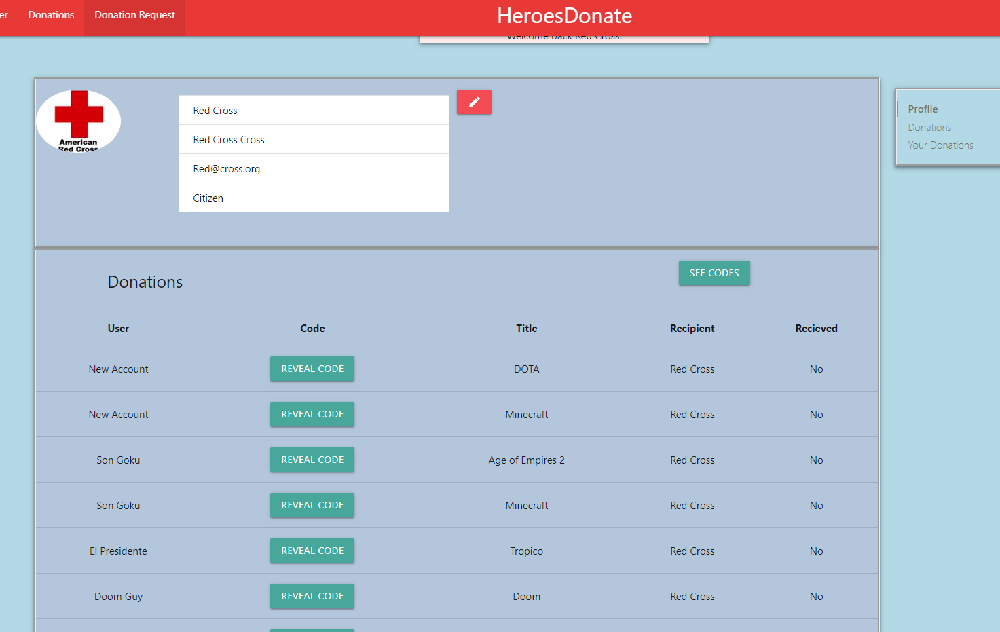 er Donations Donation Request HeroesDonate
Welcome back Red Cross!
American
Red Cross
Red Cross
Red Cross Cross
Red@cross.org
Citizen
Profile
Donations
Your Donations
Donations SEE CODES
User Code Title Recipient Recieved
New Account REVEAL CODE DOTA Red Cross No
New Account REVEAL CODE Minecraft Red Cross No
Son Goku REVEAL CODE Age of Empires 2 Red Cross No
Son Goku REVEAL CODE Minecraft Red Cross No
El Presidente REVEAL CODE Tropico Red Cross No
Doom Guy REVEAL CODE Doom Red Cross No